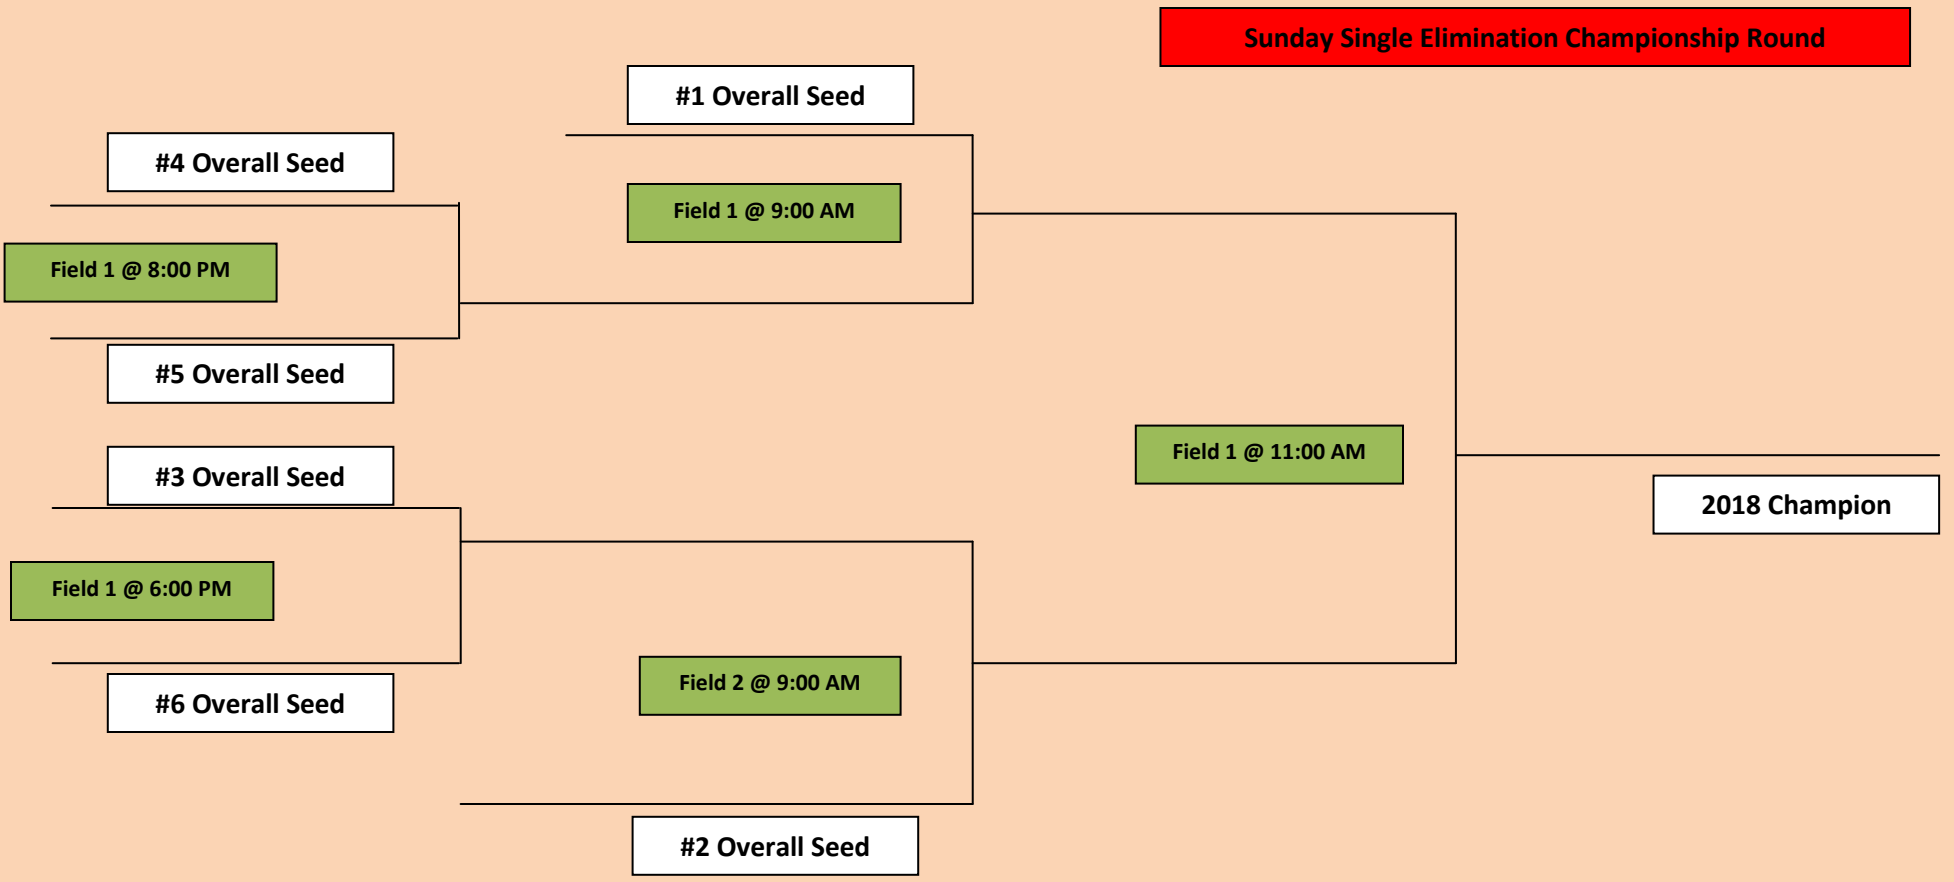 Sunday Single Elimination Championship Round
#1 Overall Seed
#4 Overall Seed
Field 1 @ 9:00 AM
Field 1 @ 8:00 PM
#5 Overall Seed
#3 Overall Seed
Field 1 @ 11:00 AM
2018 Champion
Field 1 @ 6:00 PM
Field 2 @ 9:00 AM
#6 Overall Seed
#2 Overall Seed